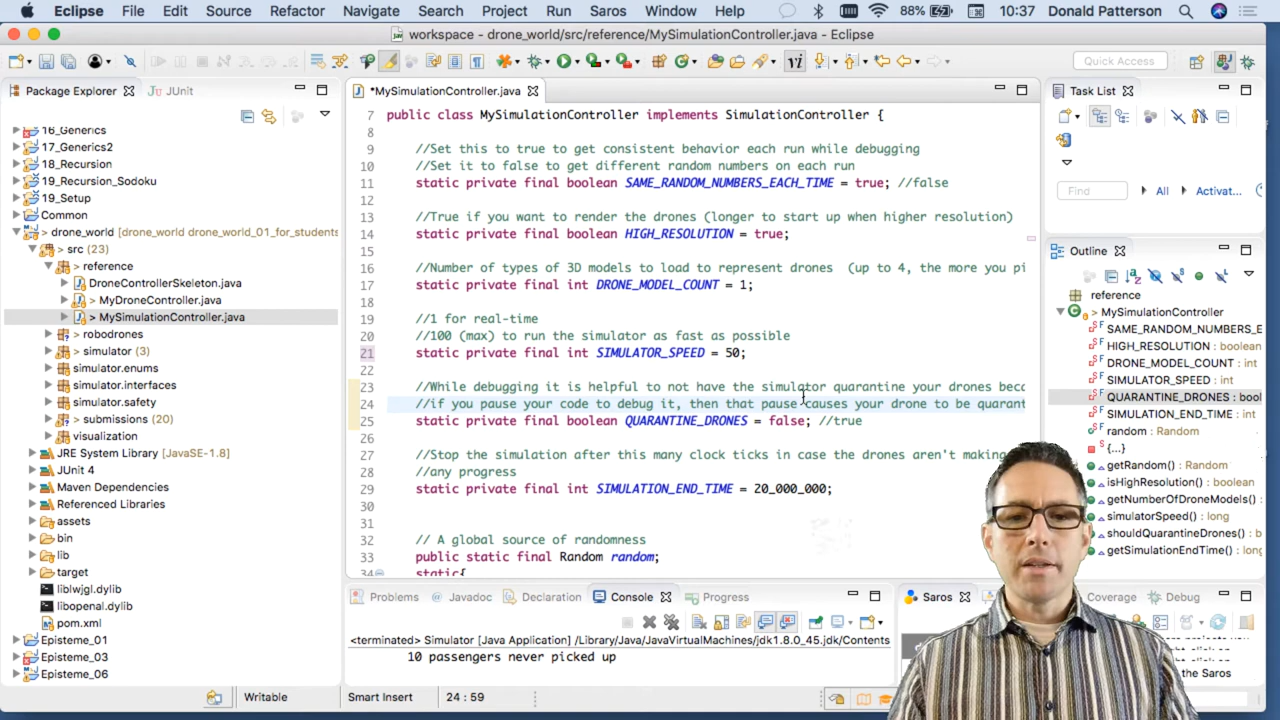 Eclipse File Edit Source Refactor Navigate Search Project Run Saros Window Help 88% 10:37 Donald Patterson
workspace - drone_world/src/reference/MySimulationController.java - Eclipse
Quick Access
Package Explorer JUnit
16_Generics
17_Generics2
18_Recursion
19_Recursion_Sodoku
19_Setup
Common
> drone_world [drone_world drone_world_01_for_students
> src (23)
> reference
DroneControllerSkeleton.java
> MyDroneController.java
> MySimulationController.java
> robodrones
> simulator (3)
simulator.enums
simulator.interfaces
simulator.safety
> submissions (20)
visualization
JRE System Library [JavaSE-1.8]
JUnit 4
Maven Dependencies
Referenced Libraries
assets
bin
lib
target
liblwjgl.dylib
libopenal.dylib
pom.xml
Episteme_01
Episteme_03
Episteme_06
*MySimulationController.java
7 public class MySimulationController implements SimulationController {
8
9 //Set this to true to get consistent behavior each run while debugging
10 //Set it to false to get different random numbers on each run
11 static private final boolean SAME_RANDOM_NUMBERS_EACH_TIME = true; //false
12
13 //True if you want to render the drones (longer to start up when higher resolution)
14 static private final boolean HIGH_RESOLUTION = true;
15
16 //Number of types of 3D models to load to represent drones (up to 4, the more you pi
17 static private final int DRONE_MODEL_COUNT = 1;
18
19 //1 for real-time
20 //100 (max) to run the simulator as fast as possible
21 static private final int SIMULATOR_SPEED = 50;
22
23 //While debugging it is helpful to not have the simulator quarantine your drones beca
24 //if you pause your code to debug it, then that pause causes your drone to be quarant
25 static private final boolean QUARANTINE_DRONES = false; //true
26
27 //Stop the simulation after this many clock ticks in case the drones aren't making
28 //any progress
29 static private final int SIMULATION_END_TIME = 20_000_000;
30
31
32 // A global source of randomness
33 public static final Random random;
34 static{
Problems Javadoc Declaration Console Progress
<terminated> Simulator [Java Application] /Library/Java/JavaVirtualMachines/jdk1.8.0_45.jdk/Contents
10 passengers never picked up
Task List
Find All Activat...
Outline
reference
> MySimulationController
SAME_RANDOM_NUMBERS_E
HIGH_RESOLUTION : boolean
DRONE_MODEL_COUNT : int
SIMULATOR_SPEED : int
QUARANTINE_DRONES : bool
SIMULATION_END_TIME : int
random : Random
{...}
getRandom() : Random
isHighResolution() : boolean
getNumberOfDroneModels()
simulatorSpeed() : long
shouldQuarantineDrones() :
getSimulationEndTime() : long
Saros Coverage Debug
the Saros
Writable Smart Insert 24 : 59